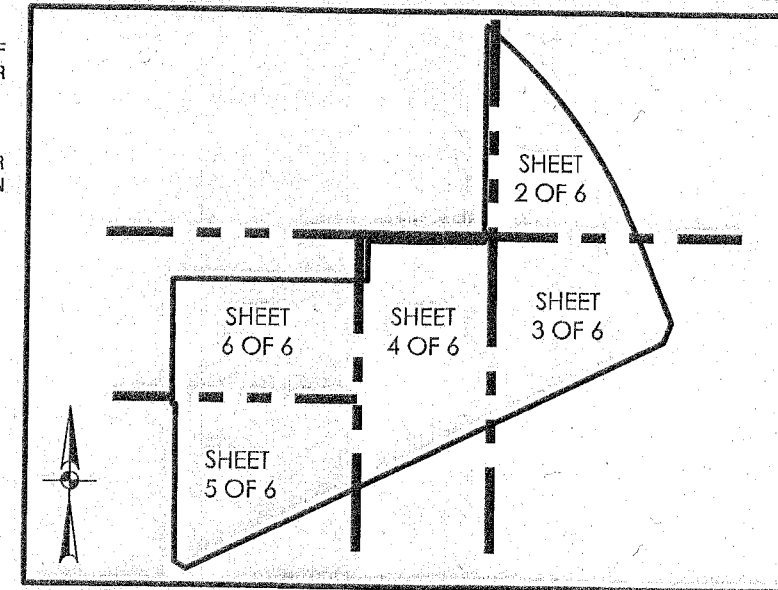 F
R
R
N
SHEET
2 OF 6
SHEET
3 OF 6
SHEET
4 OF 6
SHEET
6 OF 6
SHEET
5 OF 6